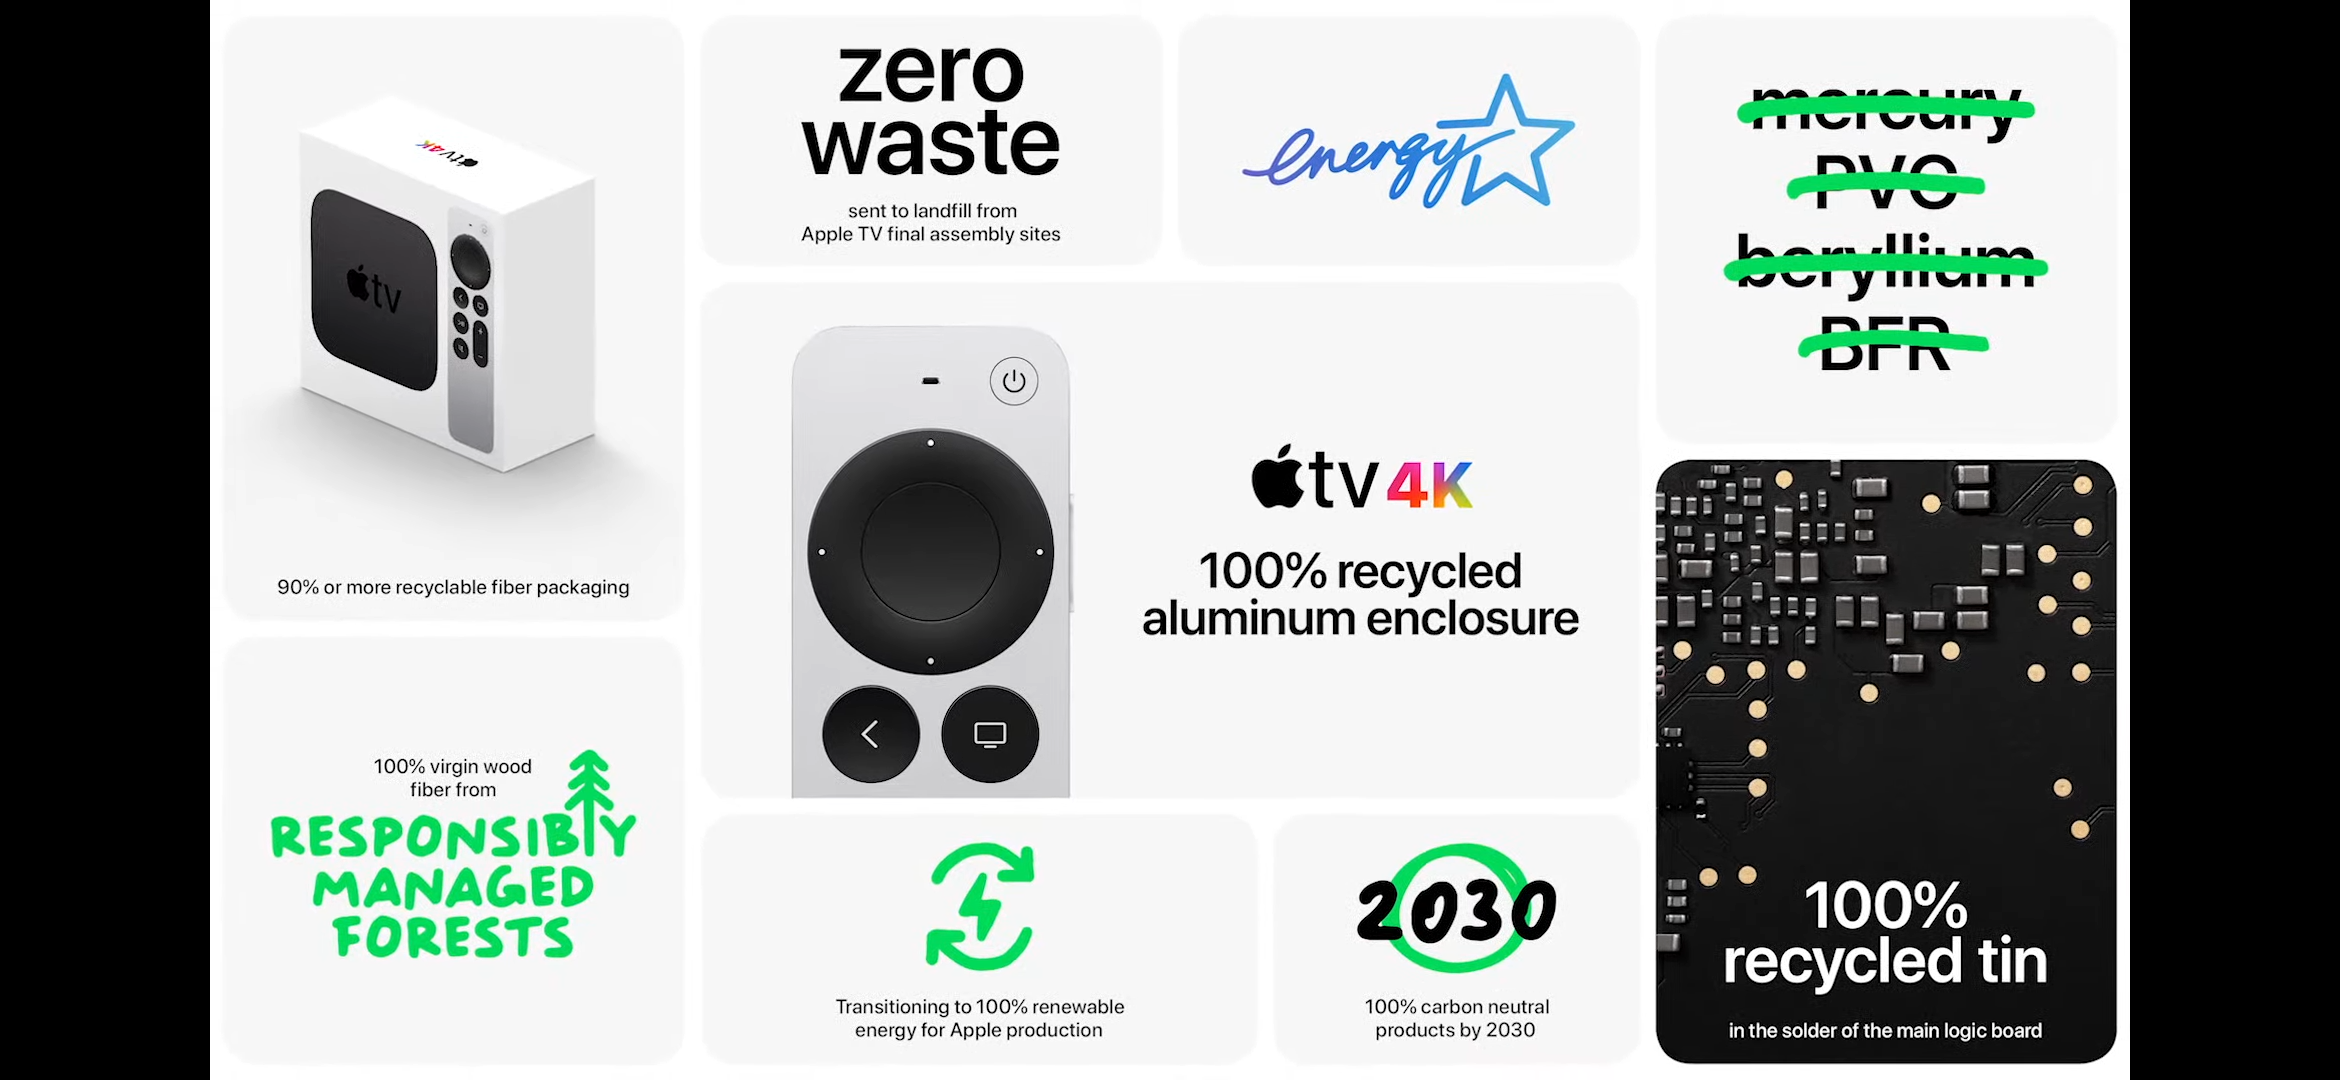 tv4K
tv
90% or more recyclable fiber packaging
100% virgin wood
fiber from
RESPONSIBLY
MANAGED
FORESTS
zero
waste
sent to landfill from
Apple TV final assembly sites
energy
tv 4K
100% recycled
aluminum enclosure
Transitioning to 100% renewable
energy for Apple production
2030
100% carbon neutral
products by 2030
mercury
PVC
beryllium
BFR
100%
recycled tin
in the solder of the main logic board